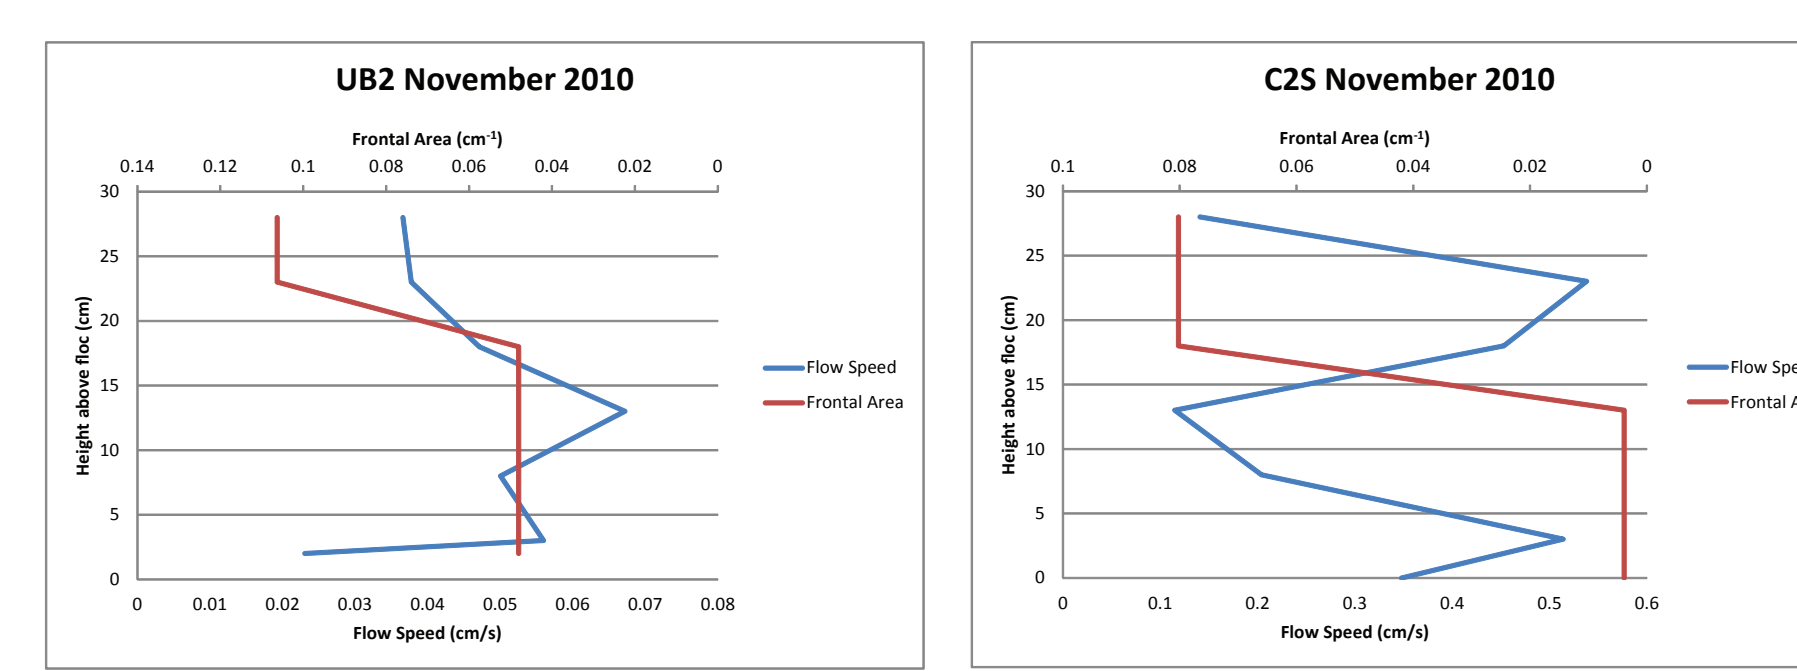 UB2 November 2010
Frontal Area (cm⁻¹)
0.14 0.12 0.1 0.08 0.06 0.04 0.02 0
30
25
20
15
10
5
0
Height above floc (cm)
0 0.01 0.02 0.03 0.04 0.05 0.06 0.07 0.08
Flow Speed (cm/s)
Flow Speed
Frontal Area
C2S November 2010
Frontal Area (cm⁻¹)
0.1 0.08 0.06 0.04 0.02 0
30
25
20
15
10
5
0
Height above floc (cm)
0 0.1 0.2 0.3 0.4 0.5 0.6
Flow Speed (cm/s)
Flow Spe
Frontal A